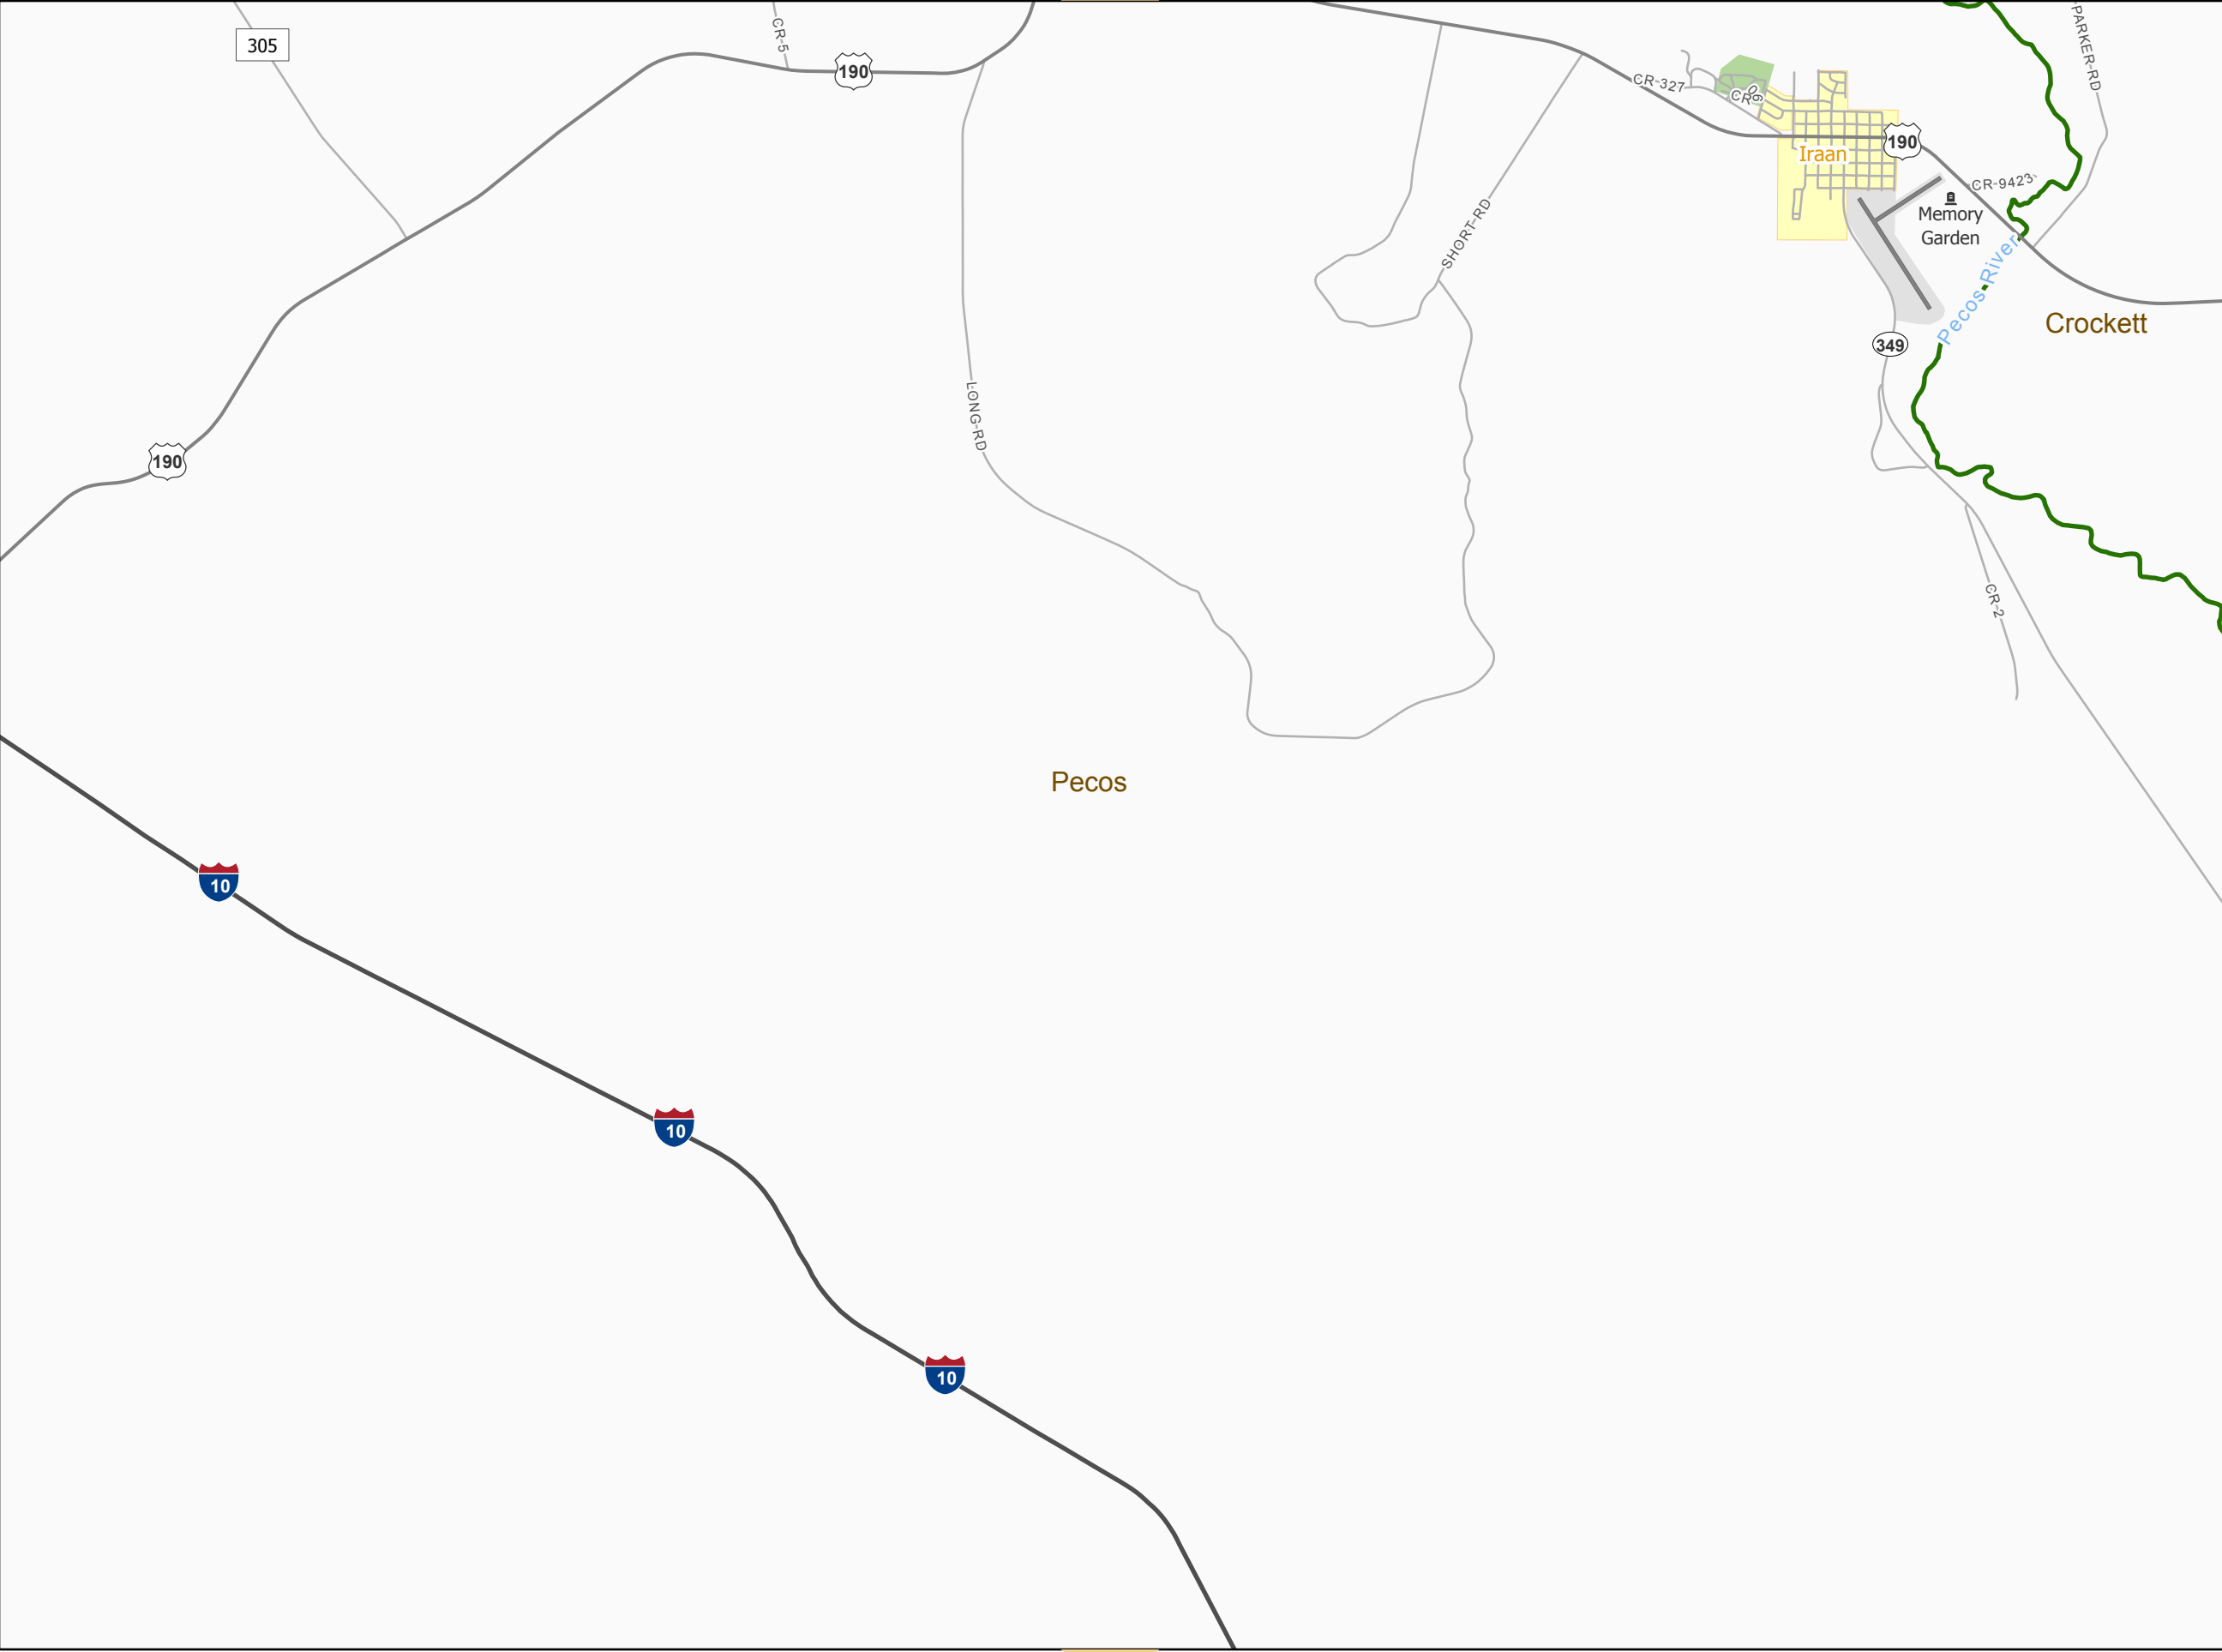 305
CR-5
190
PARKER-RD
CR-327
CR-
190
Iraan
CR-9423
Memory
Garden
SHORT-RD
Pecos-River
Crockett
349
LONG-RD
190
CR-2
Pecos
10
10
10